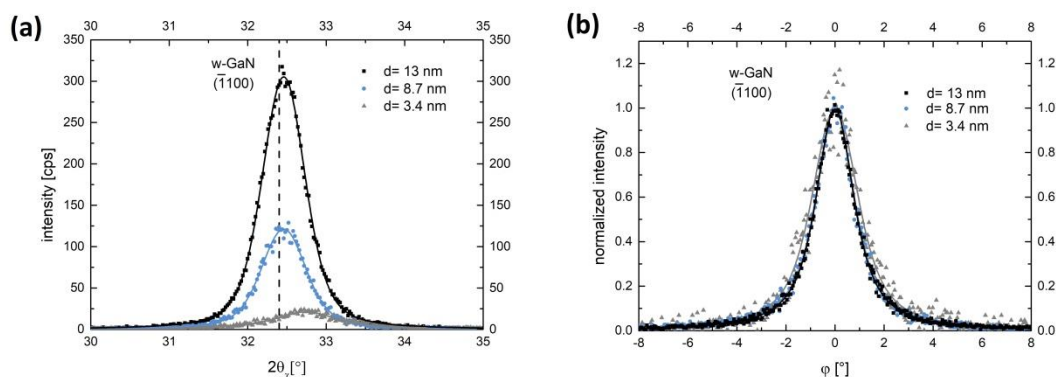 (a)
30 31 32 33 34 35
350
300
250
200
150
100
50
0
intensity [cps]
w-GaN
(1̄100)
d= 13 nm
d= 8.7 nm
d= 3.4 nm
350
300
250
200
150
100
50
0
30 31 32 33 34 35
2θχ[°]
(b)
-8 -6 -4 -2 0 2 4 6 8
1.2
1.0
0.8
0.6
0.4
0.2
0.0
normalized intensity
w-GaN
(1̄100)
d= 13 nm
d= 8.7 nm
d= 3.4 nm
1.2
1.0
0.8
0.6
0.4
0.2
0.0
-8 -6 -4 -2 0 2 4 6 8
φ [°]